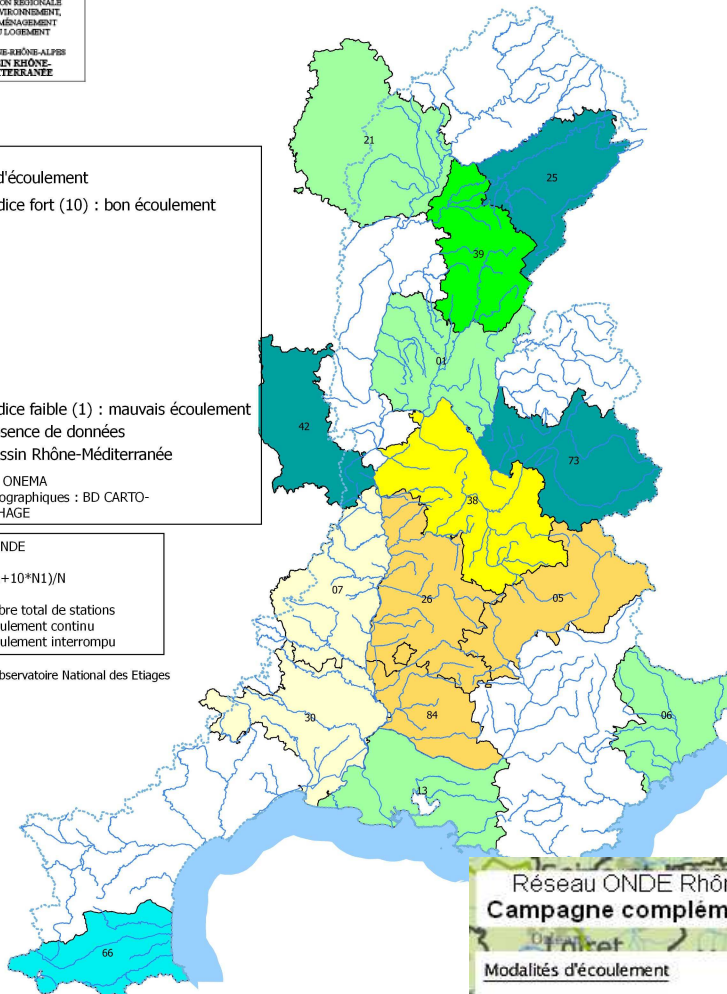 ON RÉGIONALE
VIRONNEMENT,
MÉNAGEMENT
U LOGEMENT
NE-RHÔNE-ALPES
IN RHÔNE-
TERRANÉE
d'écoulement
dice fort (10) : bon écoulement
dice faible (1) : mauvais écoulement
sence de données
ssin Rhône-Méditerranée
ONEMA
ographiques : BD CARTO-
HAGE
NDE
+10*N1)/N
bre total de stations
ulement continu
ulement interrompu
bservatoire National des Etiages
21
25
39
01
42
73
38
07
26
05
30
84
06
13
66
Réseau ONDE Rhôn
Campagne complém
Loiret
Modalités d'écoulement